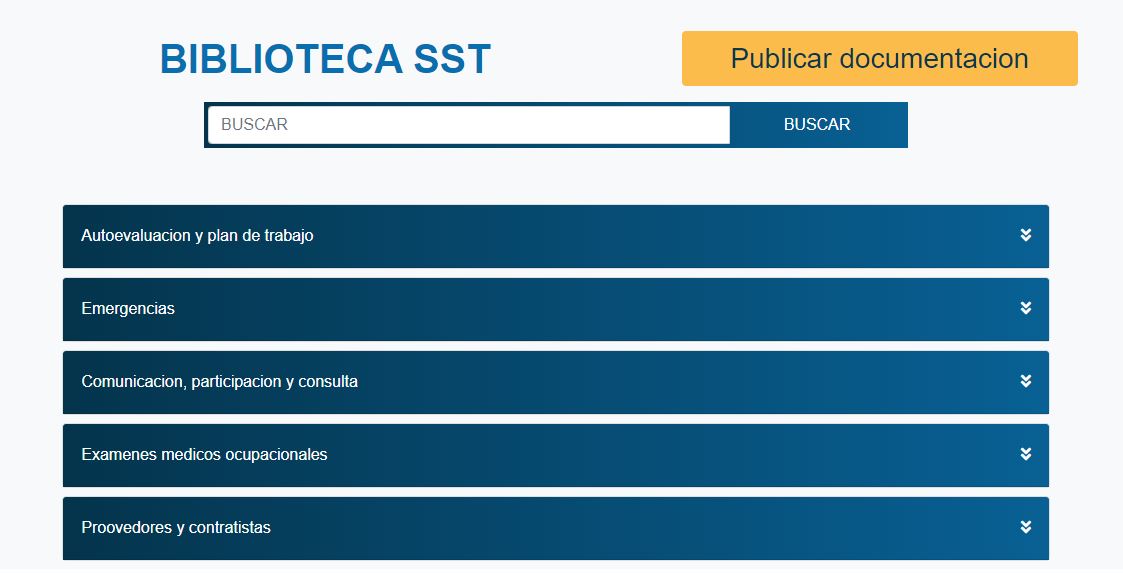 BIBLIOTECA SST
Publicar documentacion
BUSCAR
BUSCAR
Autoevaluacion y plan de trabajo
Emergencias
Comunicacion, participacion y consulta
Examenes medicos ocupacionales
Proovedores y contratistas